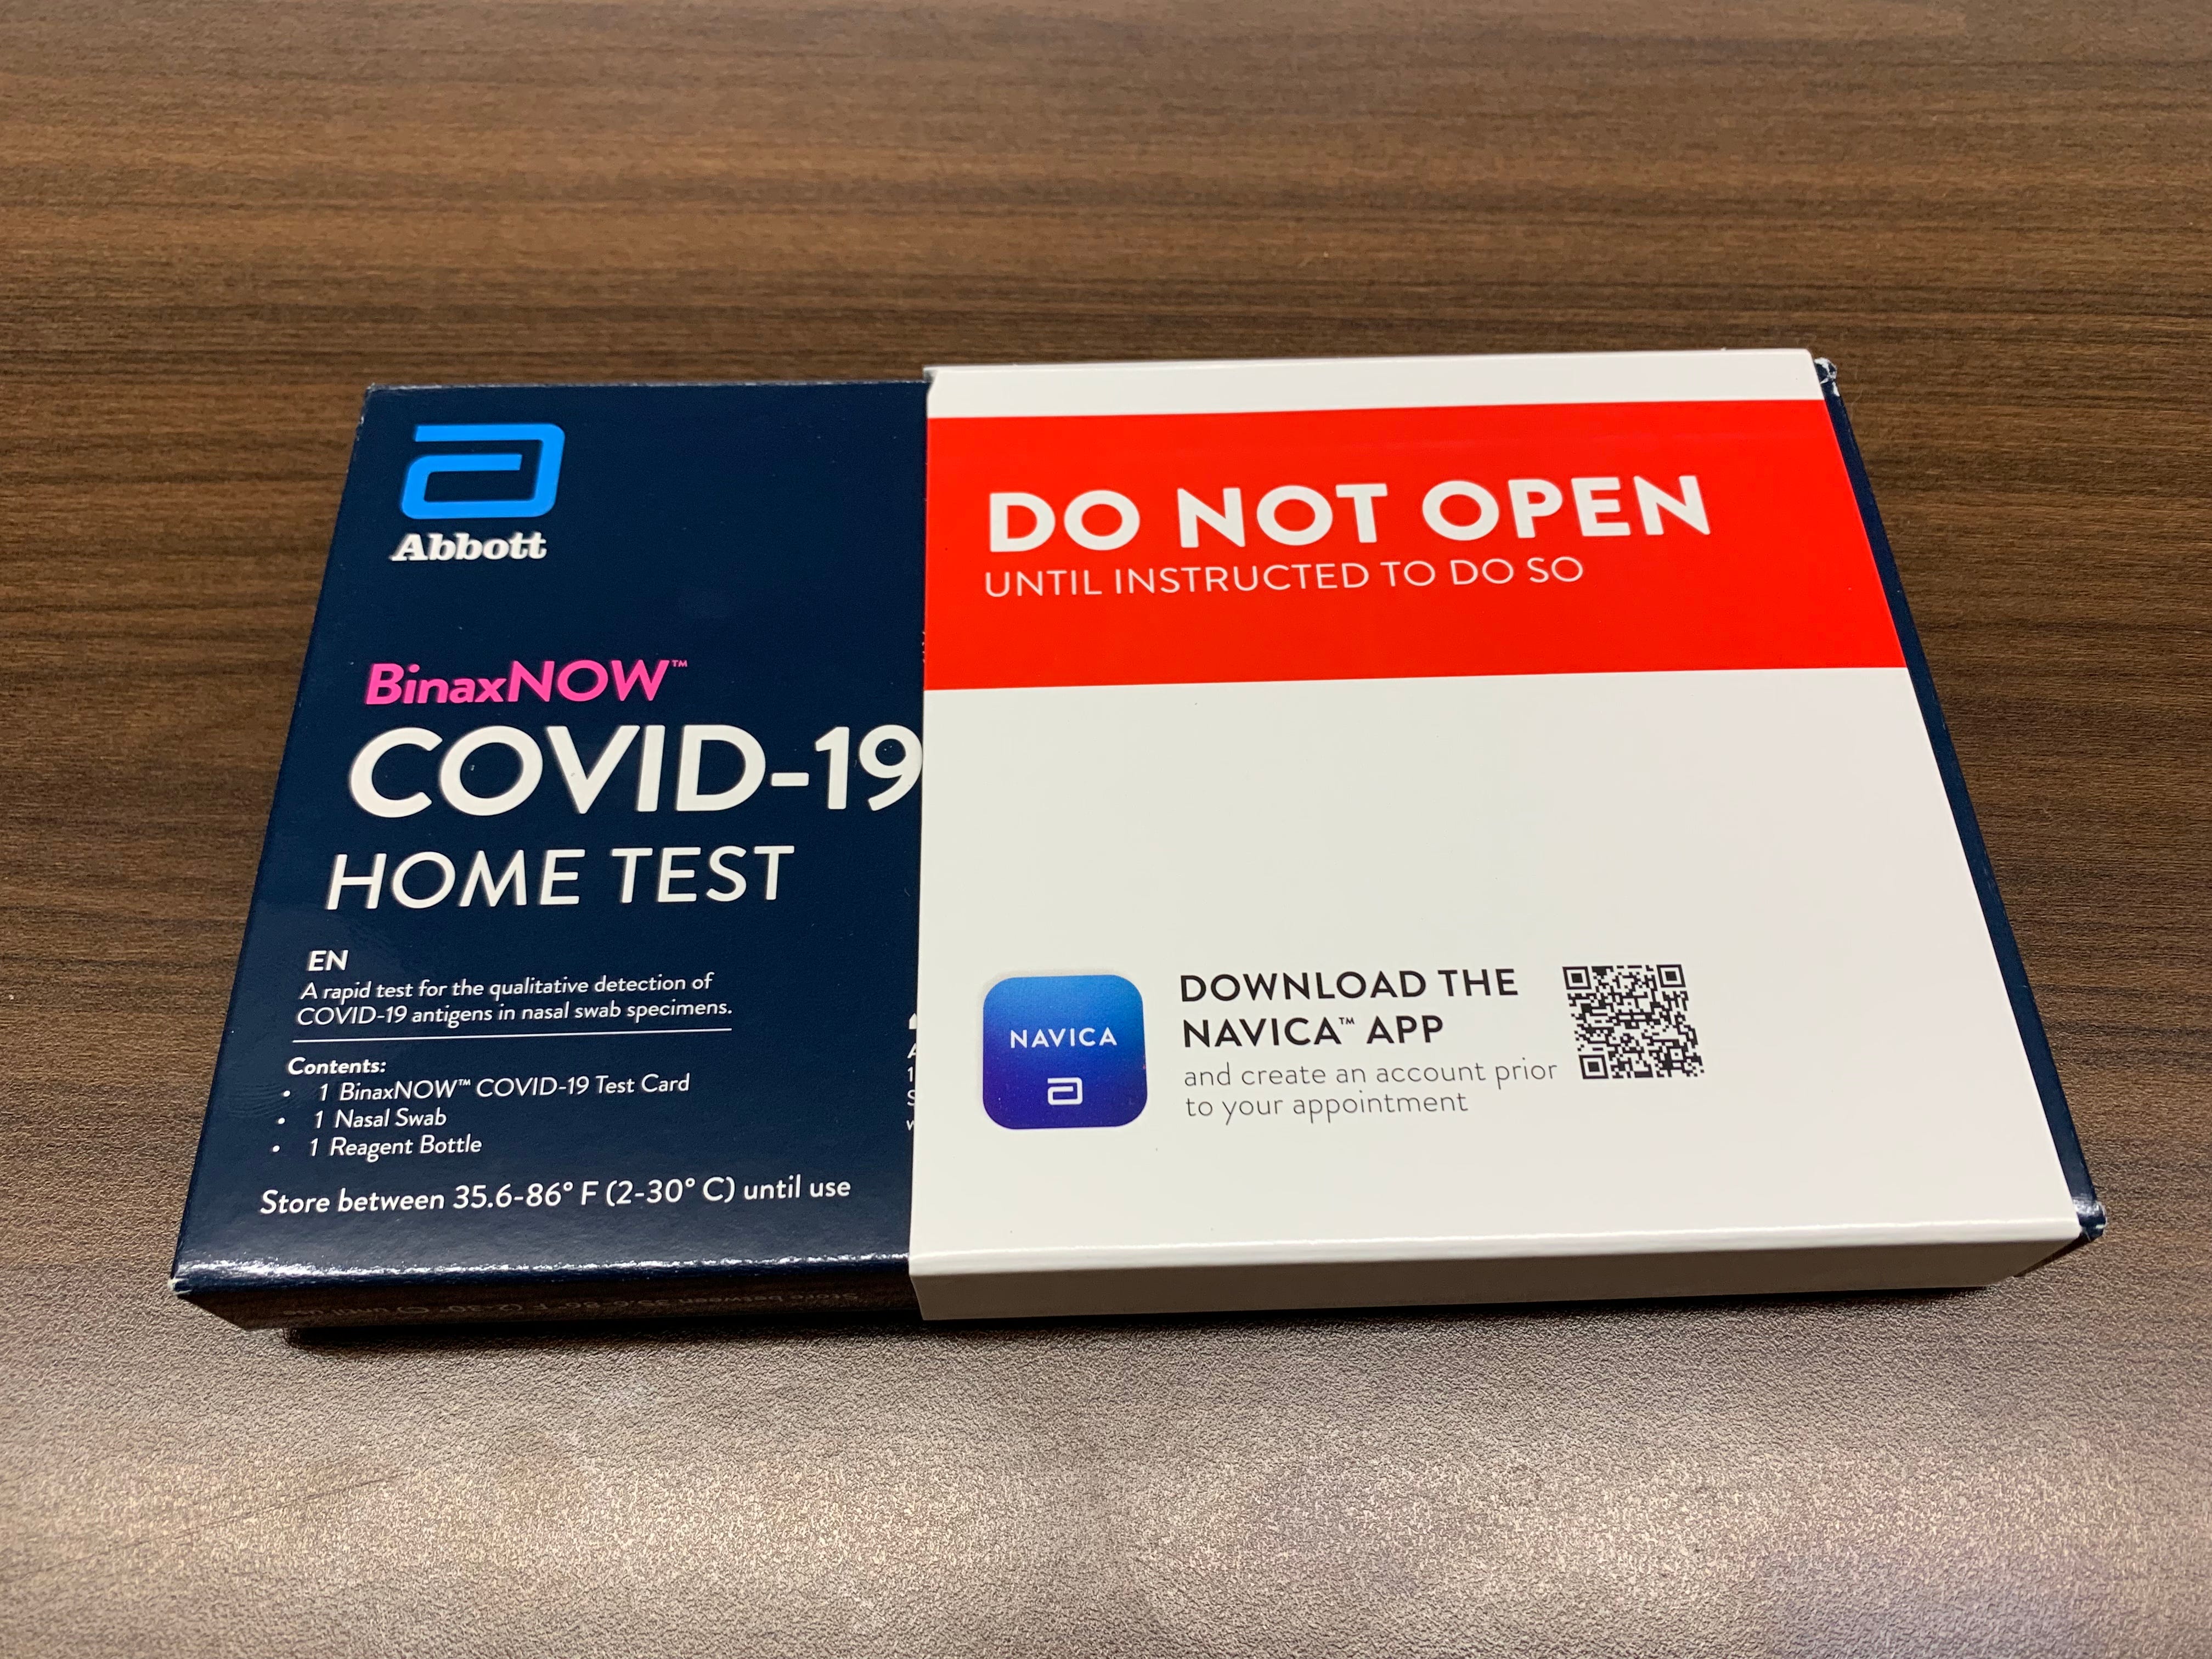 Abbott
BinaxNOW™
COVID-19
HOME TEST
EN
A rapid test for the qualitative detection of
COVID-19 antigens in nasal swab specimens.
Contents:
• 1 BinaxNOW™ COVID-19 Test Card
• 1 Nasal Swab
• 1 Reagent Bottle
Store between 35.6-86° F (2-30° C) until use
DO NOT OPEN
UNTIL INSTRUCTED TO DO SO
NAVICA
DOWNLOAD THE
NAVICA™ APP
and create an account prior
to your appointment